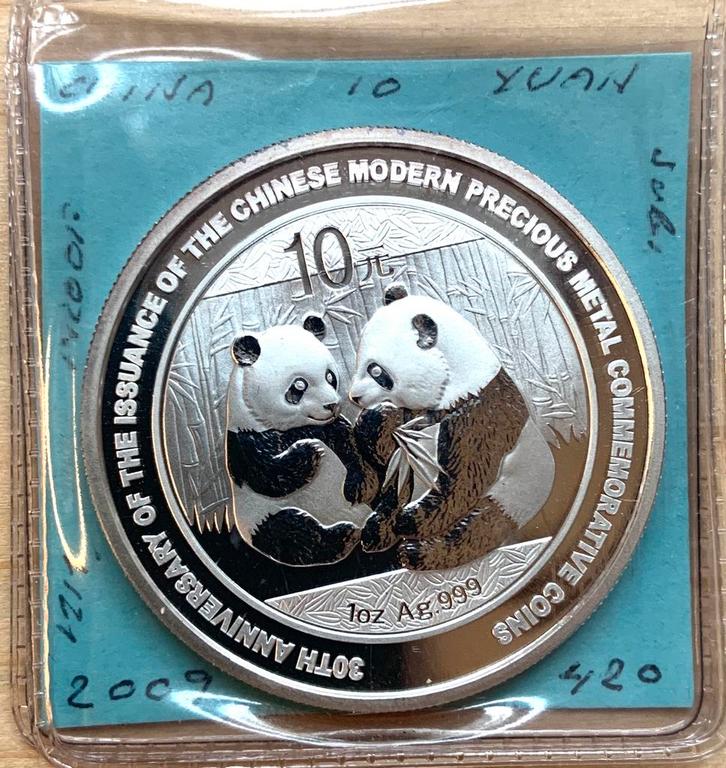 CHINA 10 YUAN
30TH ANNIVERSARY OF THE ISSUANCE OF THE CHINESE MODERN PRECIOUS METAL COMMEMORATIVE COINS
10元
1oz Ag.999
2009 420